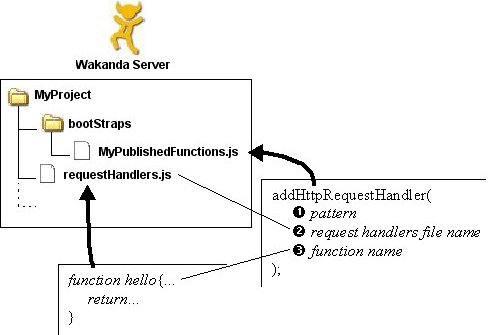 Wakanda Server
MyProject
bootStraps
MyPublishedFunctions.js
requestHandlers.js
addHttpRequestHandler(
❶ pattern
❷ request handlers file name
❸ function name
);
function hello{...
return...
}